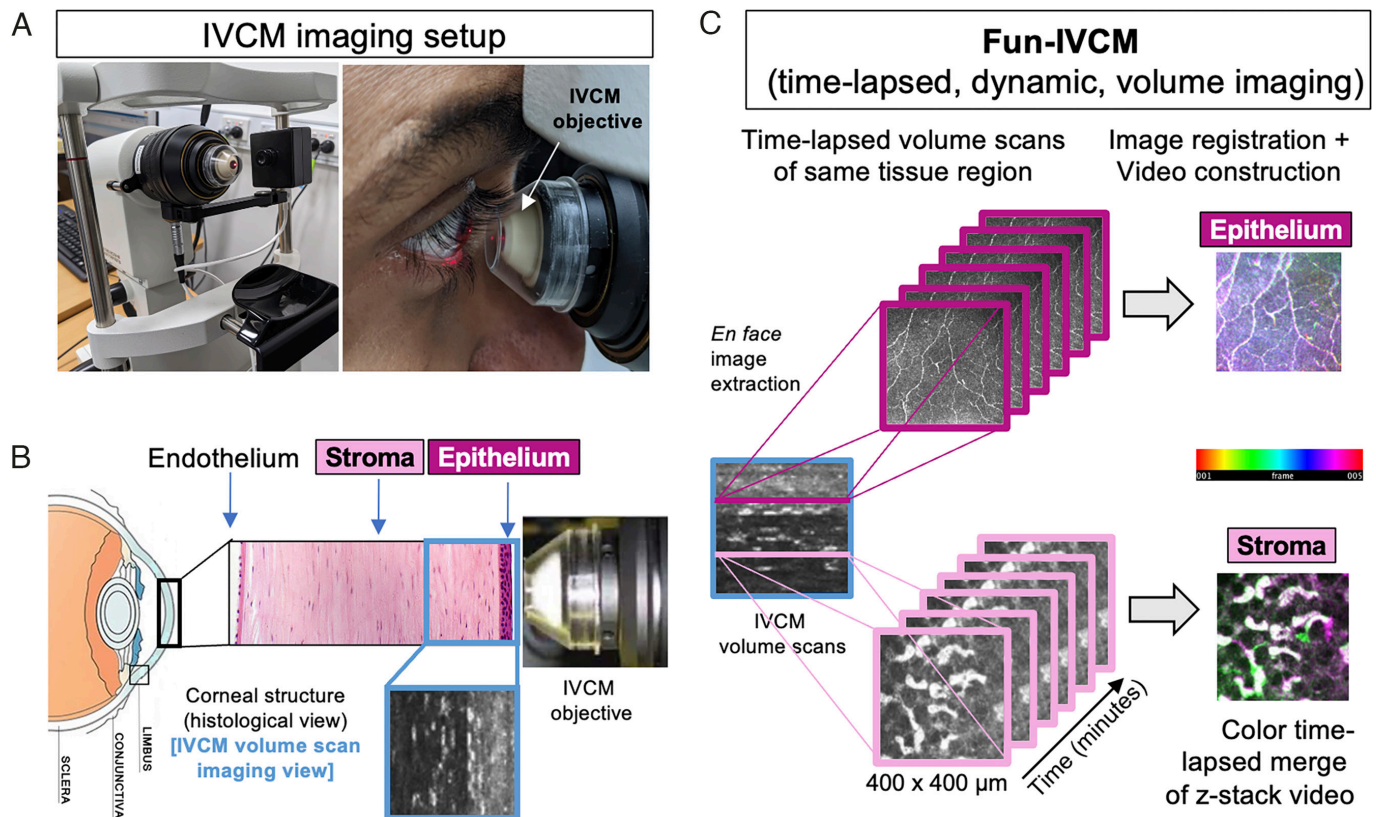 A
IVCM imaging setup
IVCM
objective
B
Endothelium
Stroma
Epithelium
Corneal structure
(histological view)
[IVCM volume scan
imaging view]
IVCM
objective
LIMBUS
CONJUNCTIVA
SCLERA
C
Fun-IVCM
(time-lapsed, dynamic, volume imaging)
Time-lapsed volume scans
of same tissue region
Image registration +
Video construction
En face
image
extraction
Epithelium
001 frame 005
IVCM
volume scans
Stroma
400 x 400 µm
Time (minutes)
Color time-
lapsed merge
of z-stack video